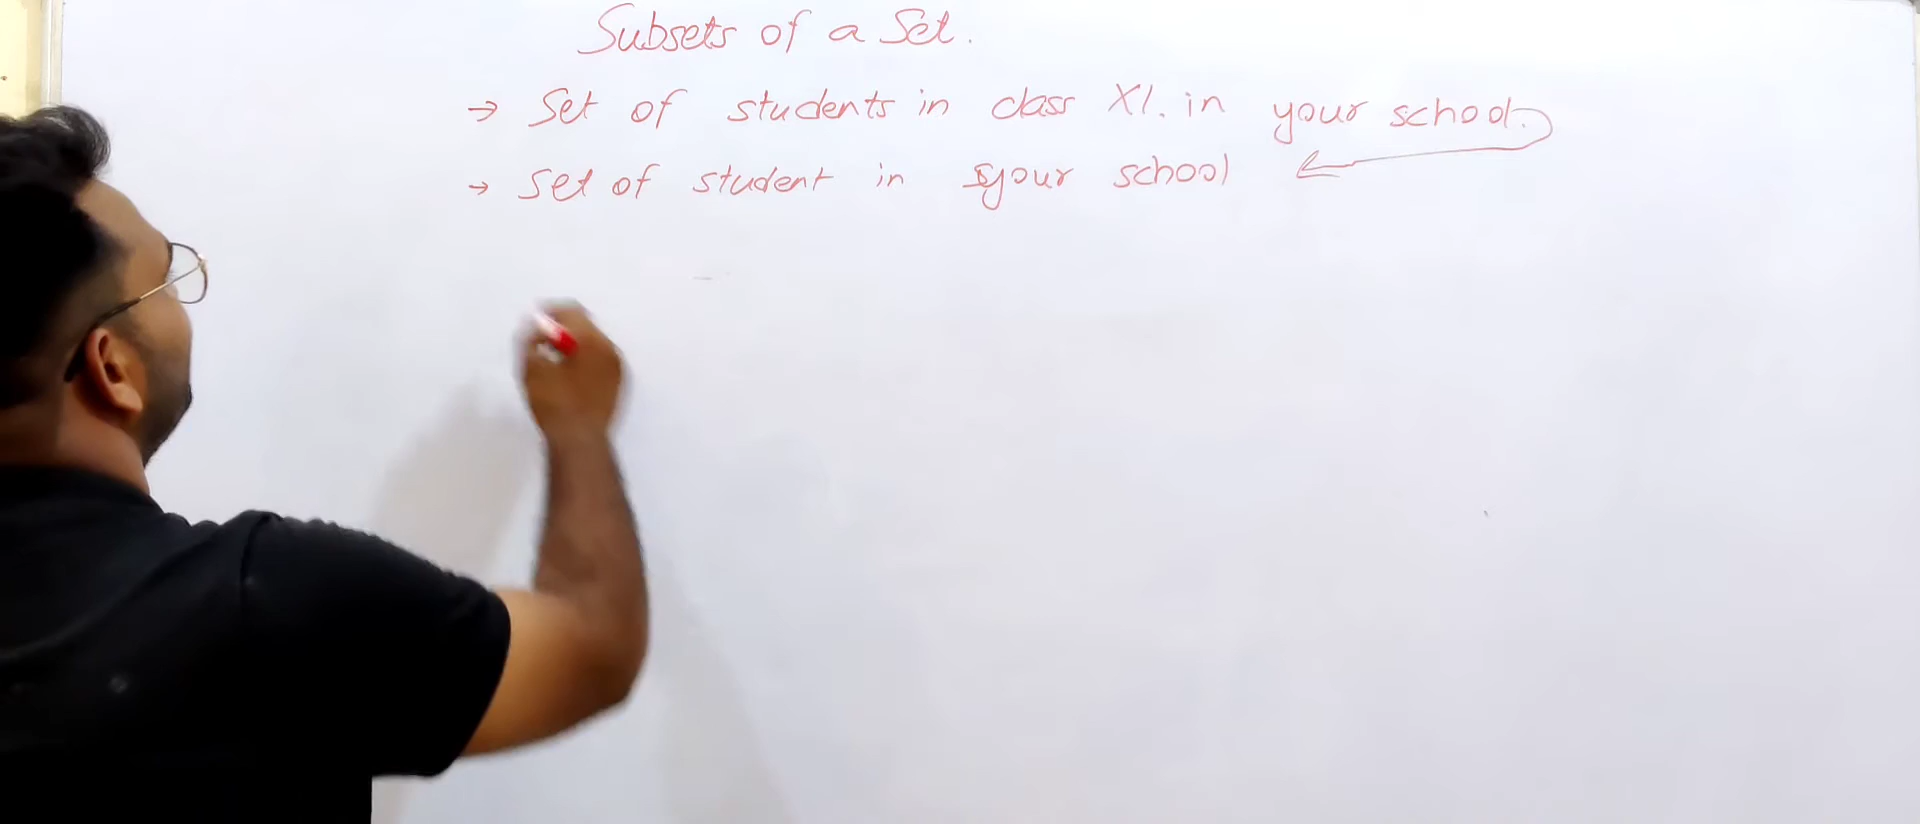 Subsets of a Set.
→ Set of students in class XI. in your school.
→ Set of student in your school